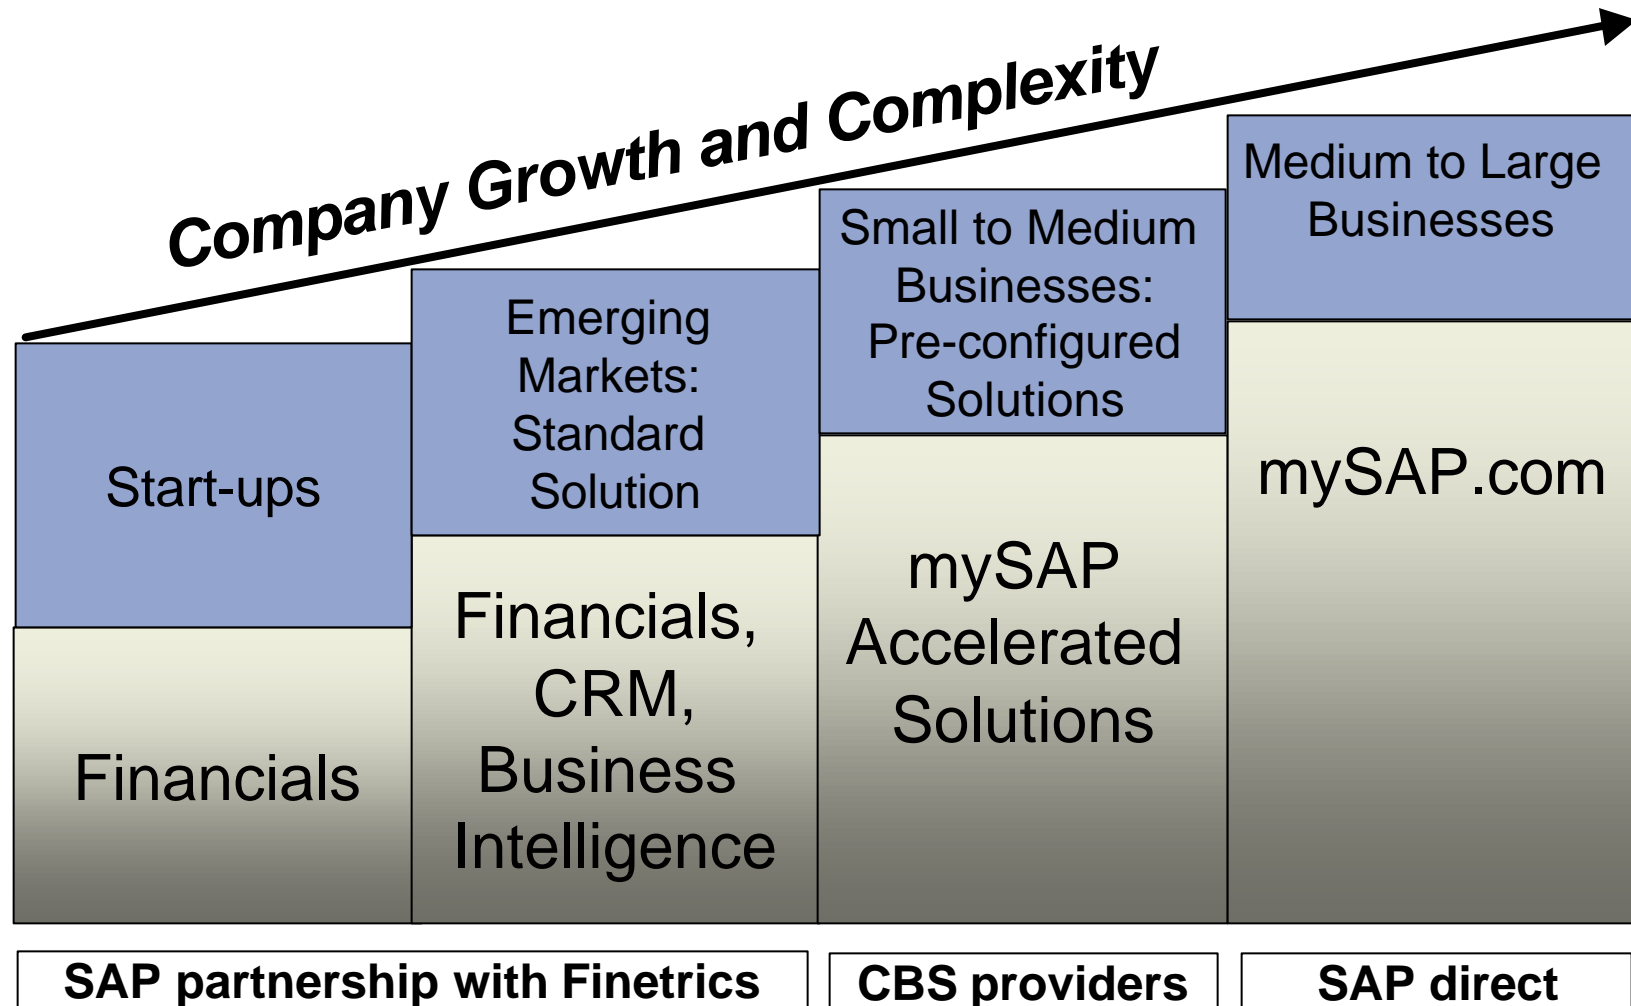 Company Growth and Complexity
Start-ups
Financials
Emerging
Markets:
Standard
Solution
Financials,
CRM,
Business
Intelligence
Small to Medium
Businesses:
Pre-configured
Solutions
mySAP
Accelerated
Solutions
Medium to Large
Businesses
mySAP.com
SAP partnership with Finetrics
CBS providers
SAP direct